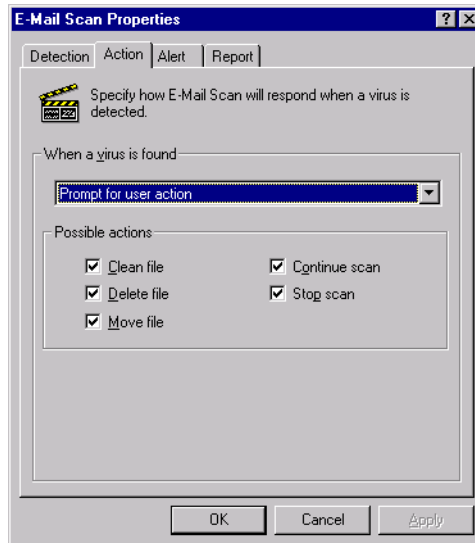 E-Mail Scan Properties
Detection Action Alert Report
Specify how E-Mail Scan will respond when a virus is
detected.
When a virus is found
Prompt for user action
Possible actions
Clean file Continue scan
Delete file Stop scan
Move file
OK Cancel Apply